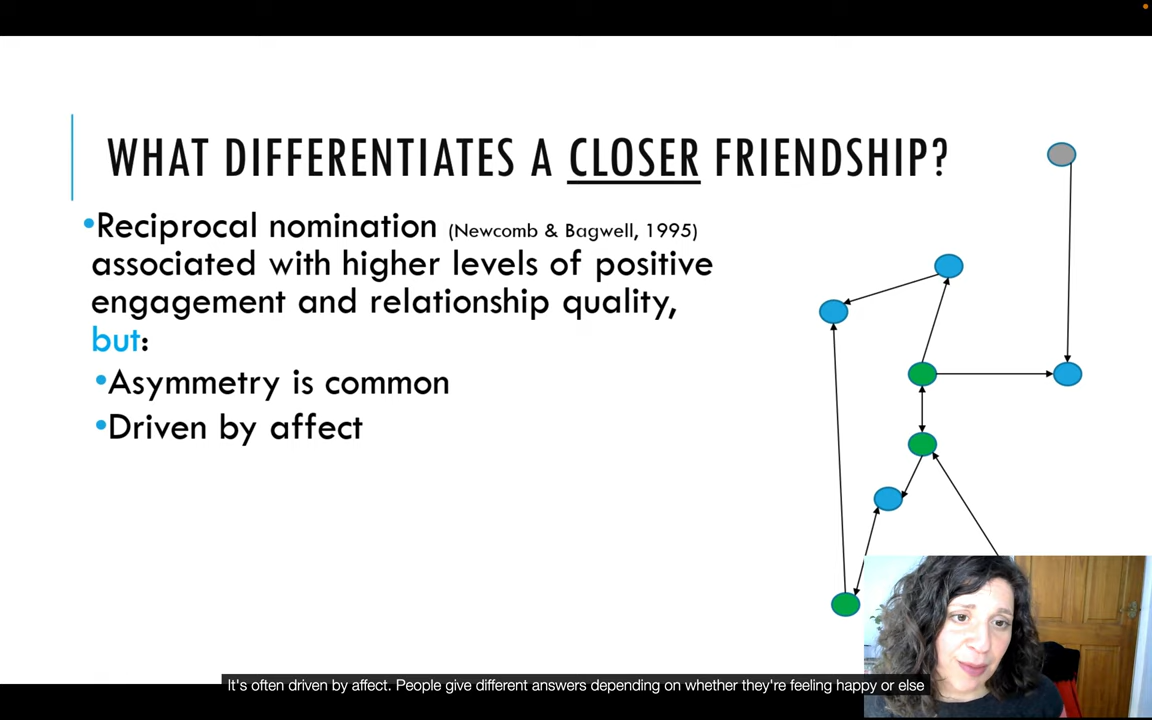 WHAT DIFFERENTIATES A CLOSER FRIENDSHIP?
•Reciprocal nomination (Newcomb & Bagwell, 1995)
associated with higher levels of positive
engagement and relationship quality,
but:
•Asymmetry is common
•Driven by affect
It's often driven by affect. People give different answers depending on whether they're feeling happy or else